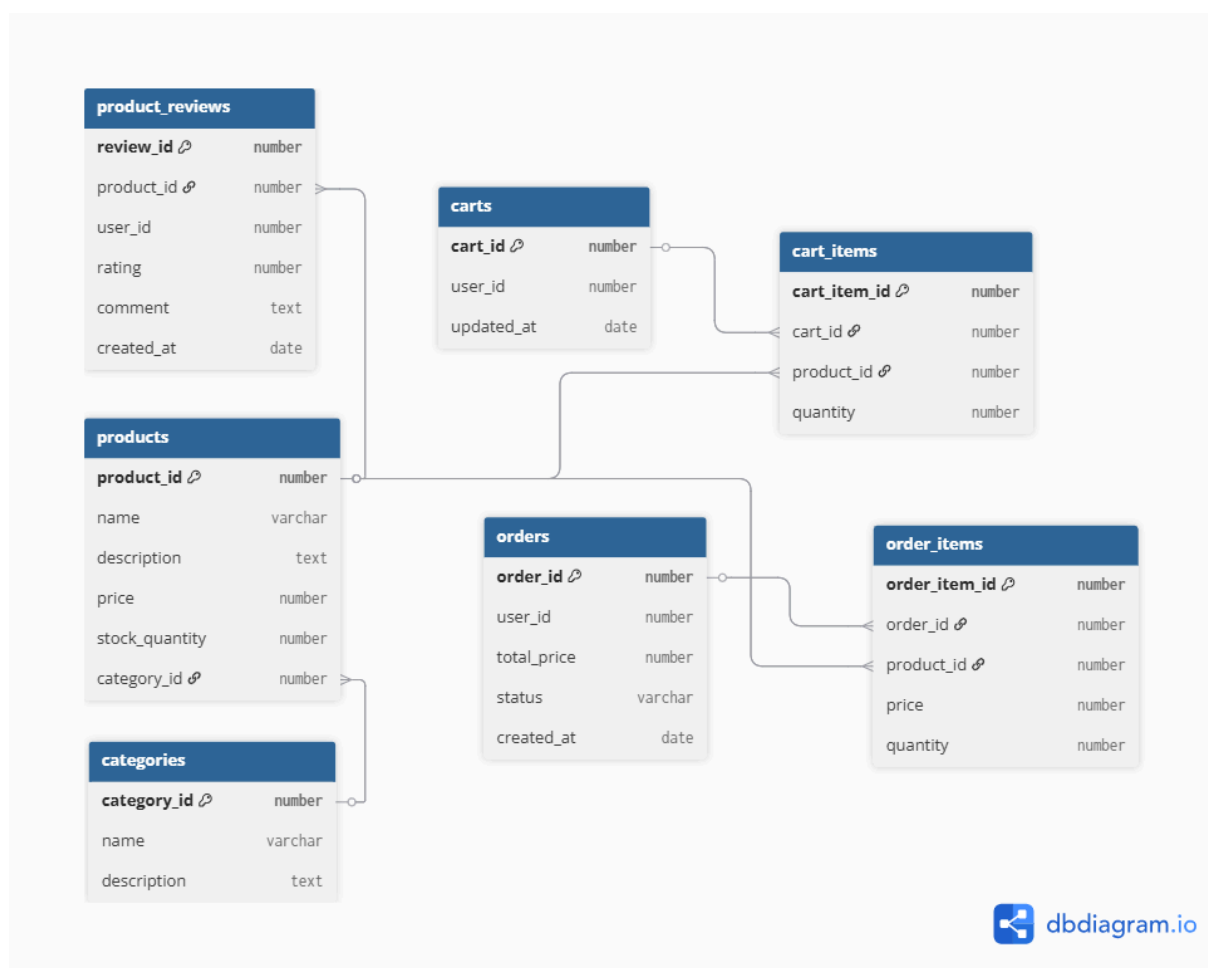 product_reviews
review_id number
product_id number
user_id number
rating number
comment text
created_at date
carts
cart_id number
user_id number
updated_at date
cart_items
cart_item_id number
cart_id number
product_id number
quantity number
products
product_id number
name varchar
description text
price number
stock_quantity number
category_id number
orders
order_id number
user_id number
total_price number
status varchar
created_at date
order_items
order_item_id number
order_id number
product_id number
price number
quantity number
categories
category_id number
name varchar
description text
dbdiagram.io